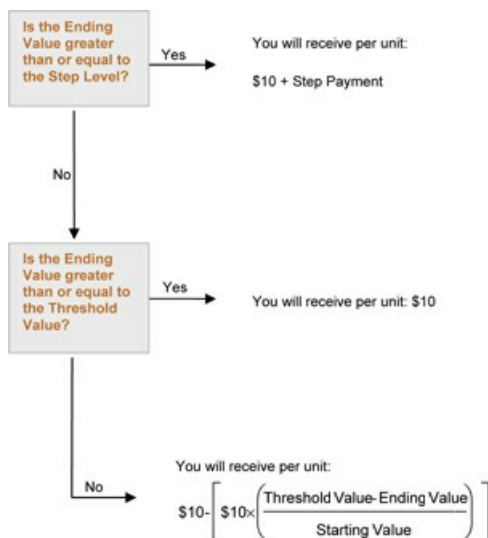 Is the Ending
Value greater
than or equal to
the Step Level?
Yes
You will receive per unit:
$10 + Step Payment
No
Is the Ending
Value greater
than or equal to
the Threshold
Value?
Yes
You will receive per unit: $10
No
You will receive per unit:
$10-[$10×(Threshold Value-Ending Value
Starting Value)]